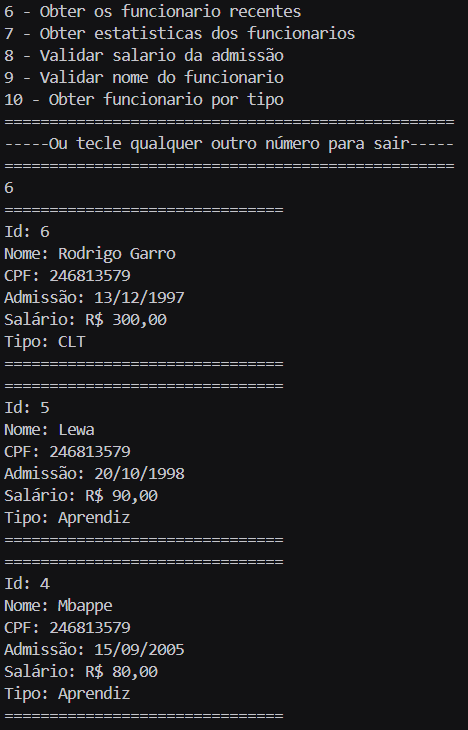 6 - Obter os funcionario recentes
7 - Obter estatisticas dos funcionarios
8 - Validar salario da admissão
9 - Validar nome do funcionario
10 - Obter funcionario por tipo
==================================================
-----Ou tecle qualquer outro número para sair-----
==================================================
6
===============================
Id: 6
Nome: Rodrigo Garro
CPF: 246813579
Admissão: 13/12/1997
Salário: R$ 300,00
Tipo: CLT
===============================
===============================
Id: 5
Nome: Lewa
CPF: 246813579
Admissão: 20/10/1998
Salário: R$ 90,00
Tipo: Aprendiz
===============================
===============================
Id: 4
Nome: Mbappe
CPF: 246813579
Admissão: 15/09/2005
Salário: R$ 80,00
Tipo: Aprendiz
===============================